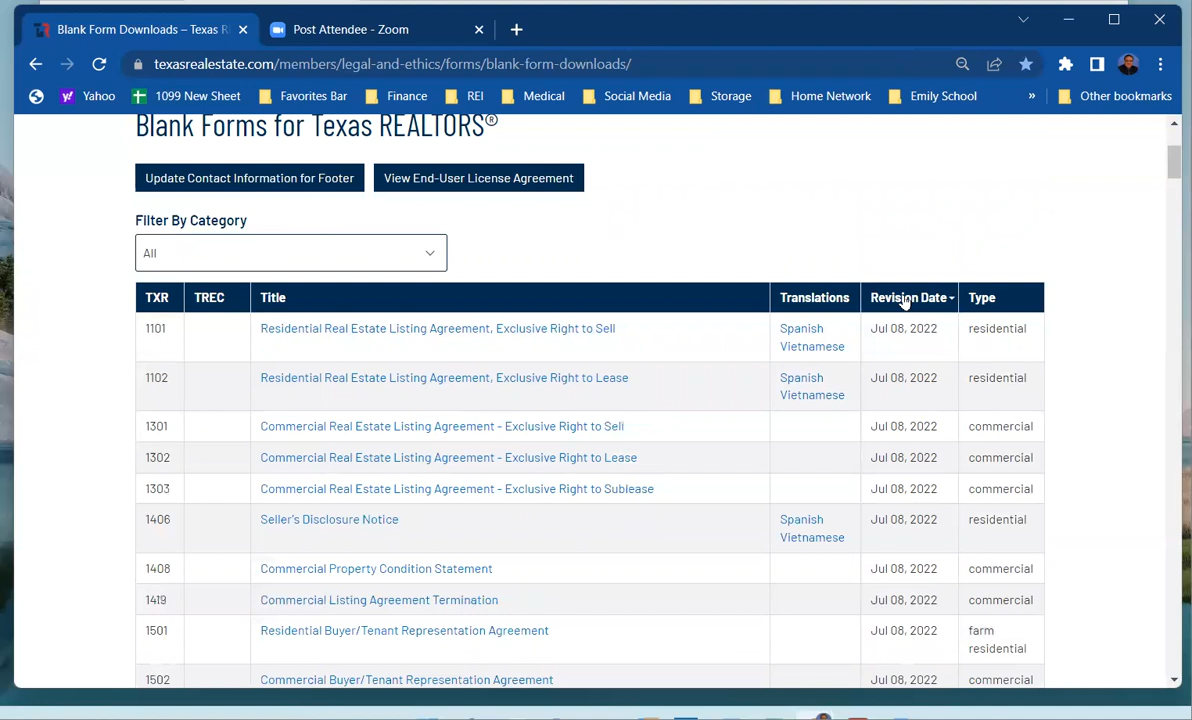 Blank Form Downloads – Texas R
Post Attendee - Zoom
texasrealestate.com/members/legal-and-ethics/forms/blank-form-downloads/
Yahoo 1099 New Sheet Favorites Bar Finance REI Medical Social Media Storage Home Network Emily School » Other bookmarks
Blank Forms for Texas REALTORS®
Update Contact Information for Footer View End-User License Agreement
Filter By Category
All
TXR TREC Title Translations Revision Date Type
1101 Residential Real Estate Listing Agreement, Exclusive Right to Sell Spanish Jul 08, 2022 residential
Vietnamese
1102 Residential Real Estate Listing Agreement, Exclusive Right to Lease Spanish Jul 08, 2022 residential
Vietnamese
1301 Commercial Real Estate Listing Agreement - Exclusive Right to Sell Jul 08, 2022 commercial
1302 Commercial Real Estate Listing Agreement - Exclusive Right to Lease Jul 08, 2022 commercial
1303 Commercial Real Estate Listing Agreement - Exclusive Right to Sublease Jul 08, 2022 commercial
1406 Seller's Disclosure Notice Spanish Jul 08, 2022 residential
Vietnamese
1408 Commercial Property Condition Statement Jul 08, 2022 commercial
1419 Commercial Listing Agreement Termination Jul 08, 2022 commercial
1501 Residential Buyer/Tenant Representation Agreement Jul 08, 2022 farm
residential
1502 Commercial Buyer/Tenant Representation Agreement Jul 08, 2022 commercial